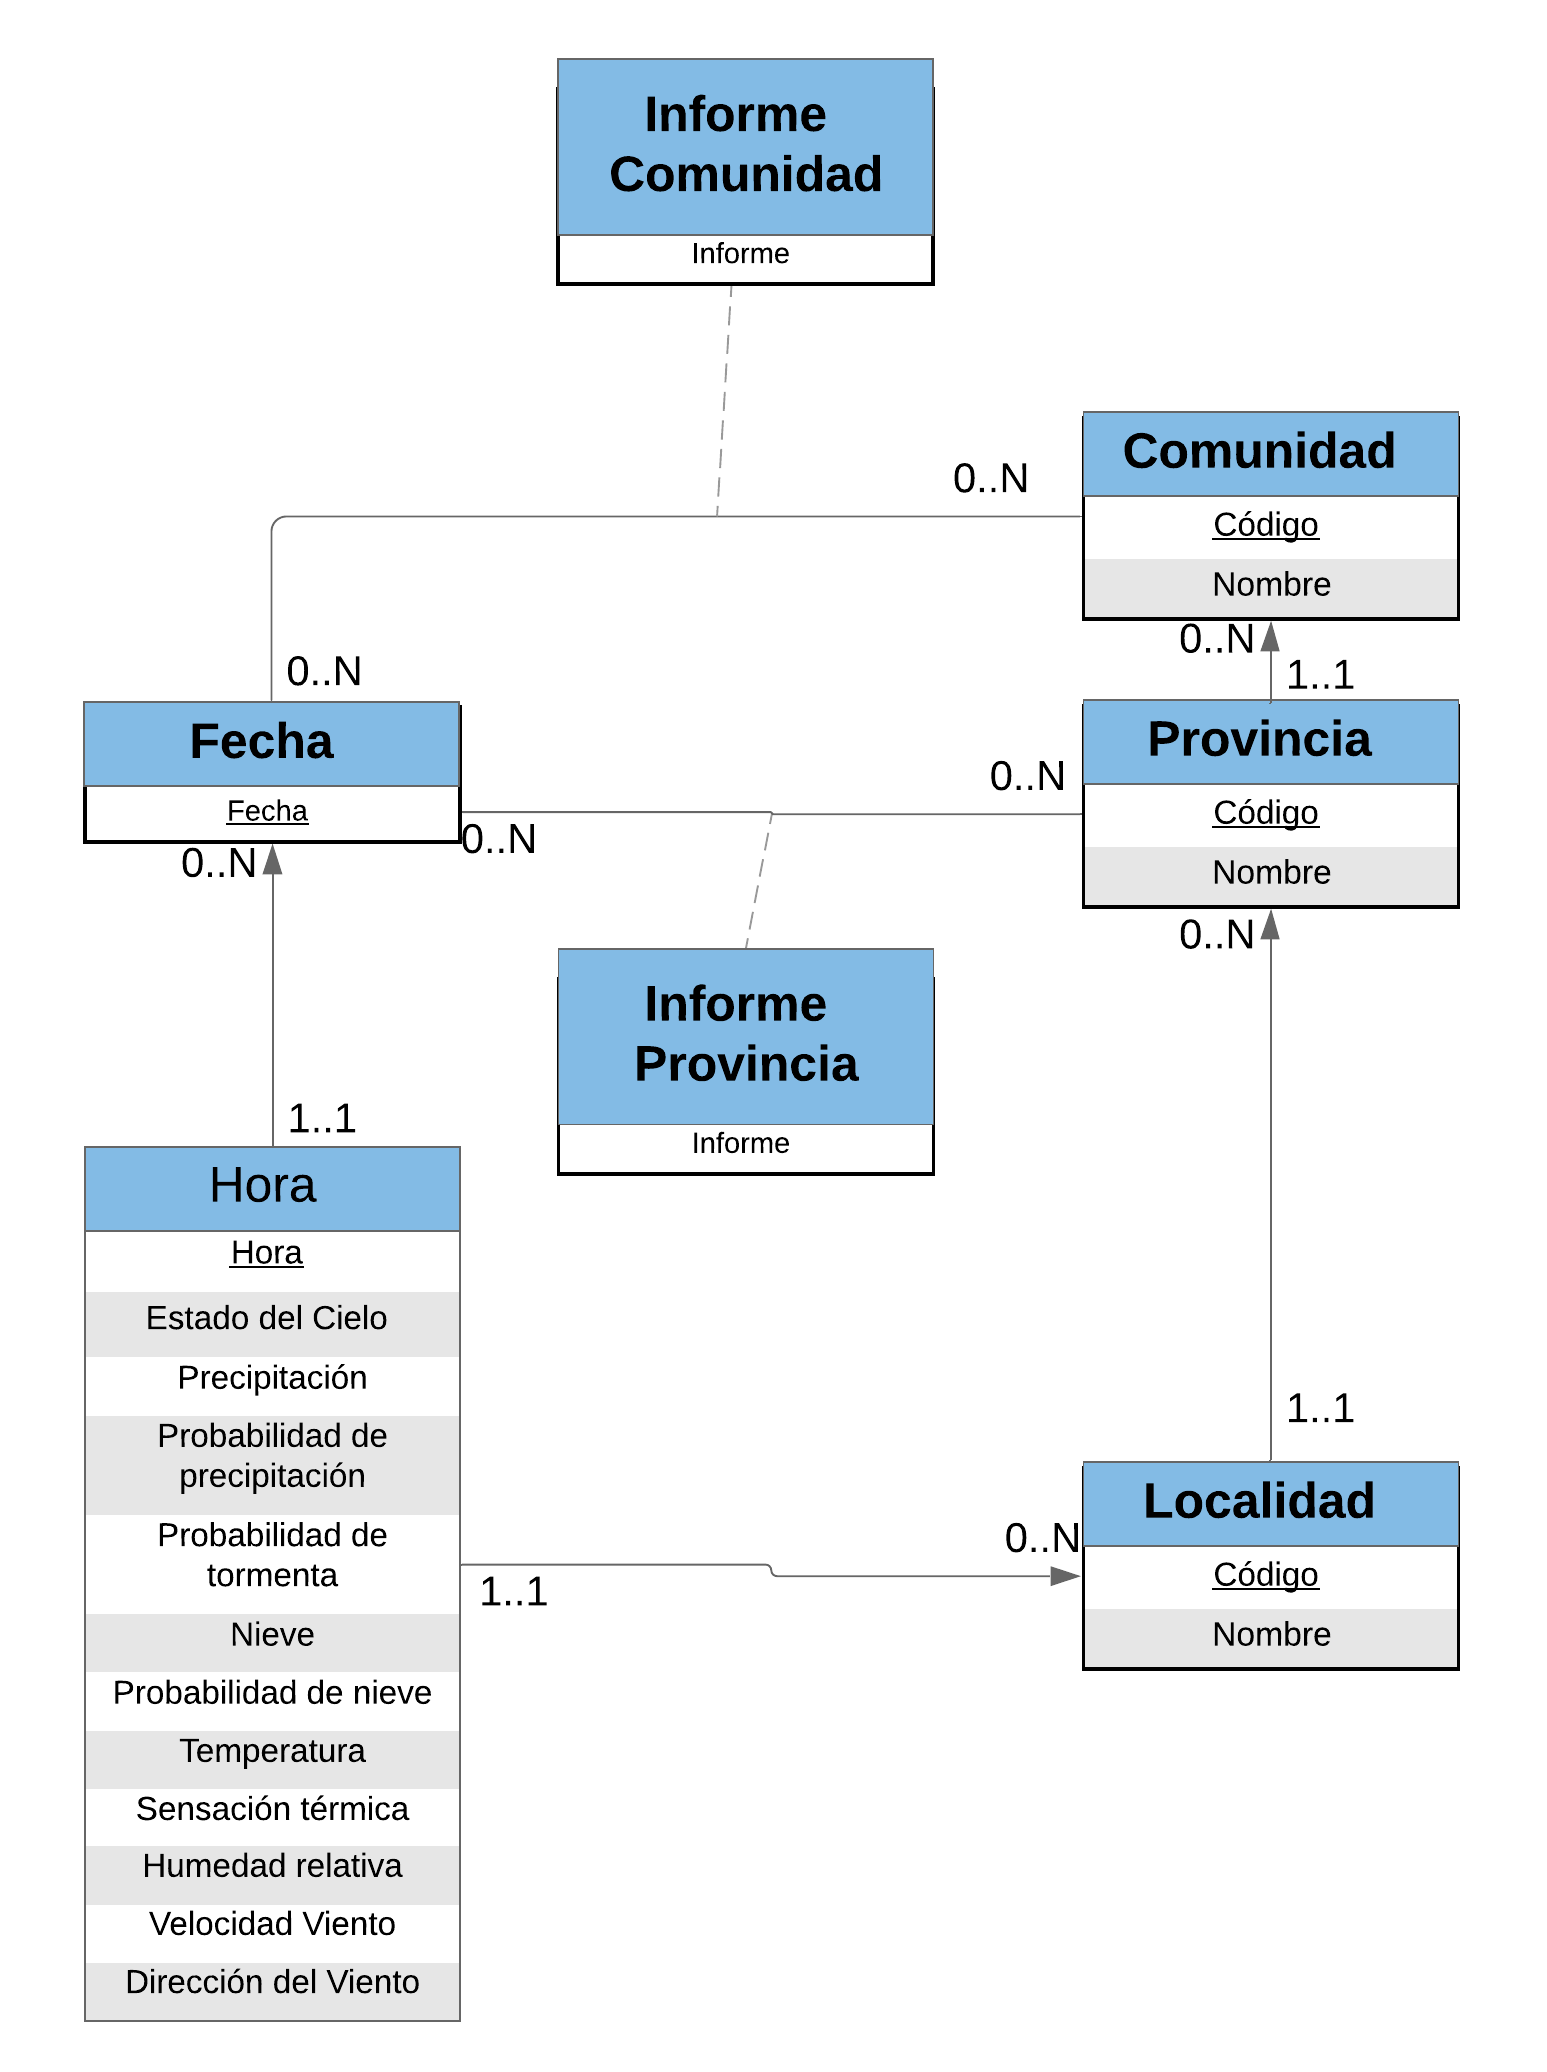 Informe
Comunidad
Informe
0..N
Comunidad
Código
Nombre
0..N
1..1
0..N
Fecha
Fecha
0..N
0..N
0..N
Provincia
Código
Nombre
0..N
Informe
Provincia
Informe
1..1
Hora
Hora
Estado del Cielo
Precipitación
Probabilidad de
precipitación
Probabilidad de
tormenta
Nieve
Probabilidad de nieve
Temperatura
Sensación térmica
Humedad relativa
Velocidad Viento
Dirección del Viento
1..1
0..N
1..1
Localidad
Código
Nombre